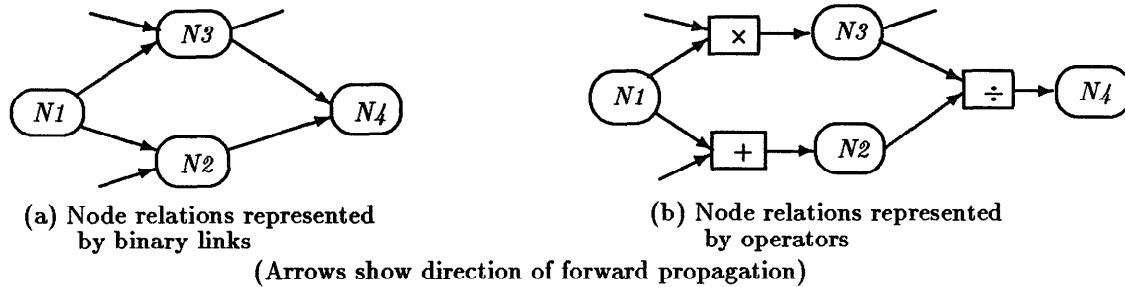 N3
N1
N2
N4
(a) Node relations represented
by binary links
×
N3
N1
÷
N4
+
N2
(b) Node relations represented
by operators
(Arrows show direction of forward propagation)